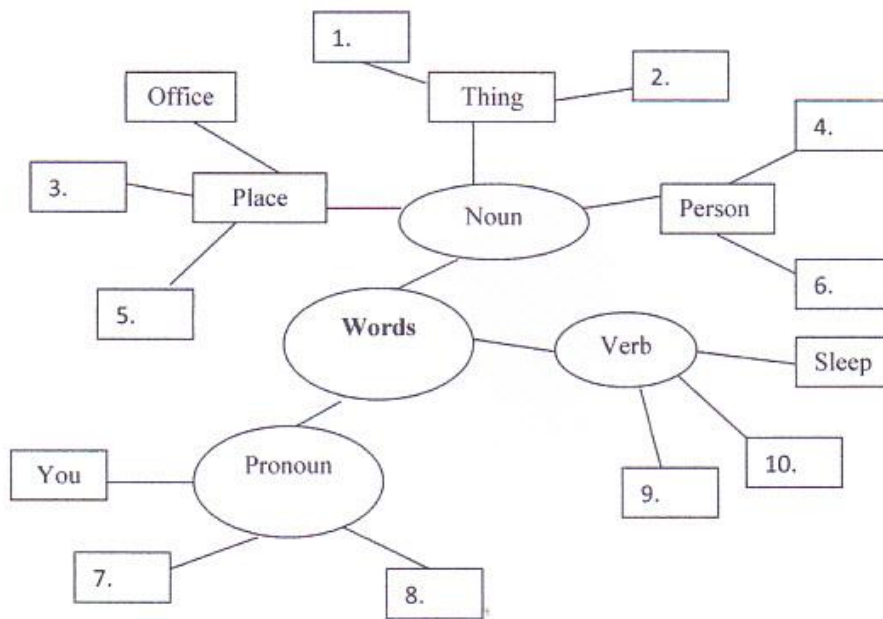 1.
Office
Thing
2.
4.
3.
Place
Noun
Person
5.
6.
Words
Verb
Sleep
You
Pronoun
9.
10.
7.
8.